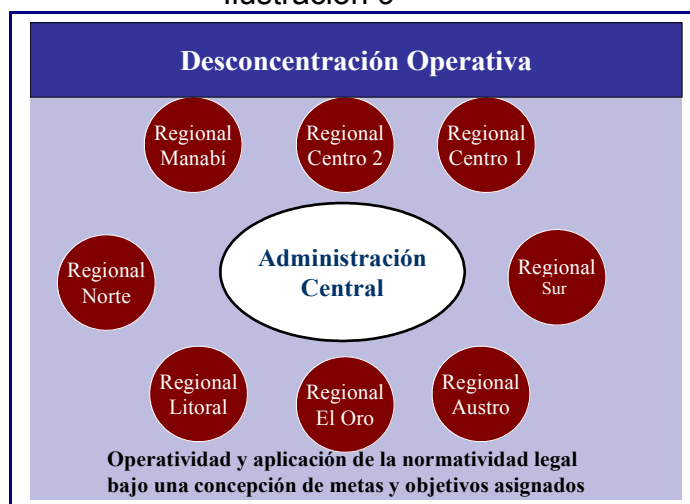 Desconcentración Operativa
Regional
Manabí
Regional
Centro 2
Regional
Centro 1
Regional
Norte
Administración
Central
Regional
Sur
Regional
Litoral
Regional
El Oro
Regional
Austro
Operatividad y aplicación de la normatividad legal
bajo una concepción de metas y objetivos asignados